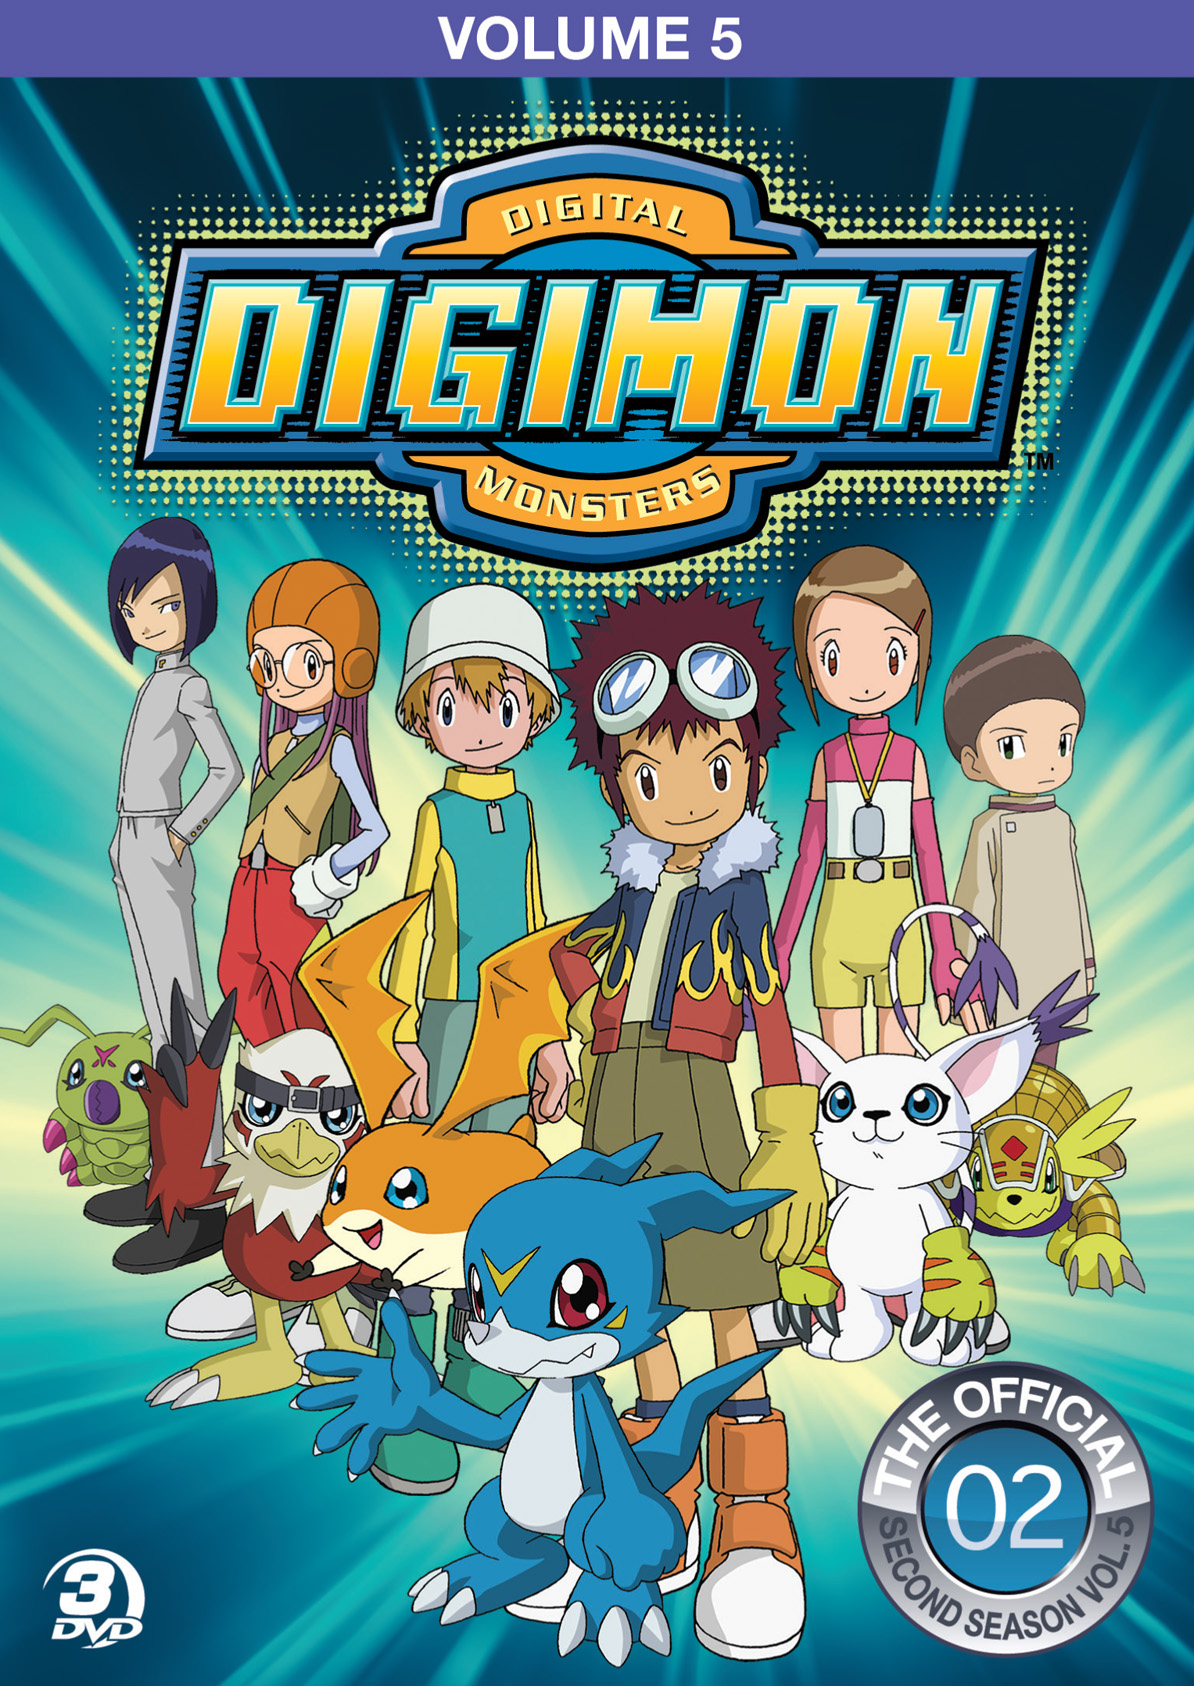 VOLUME 5
DIGITAL
DIGIMON
TM
MONSTERS
THE OFFICIAL
02
SECOND SEASON VOL. 5
3
DVD